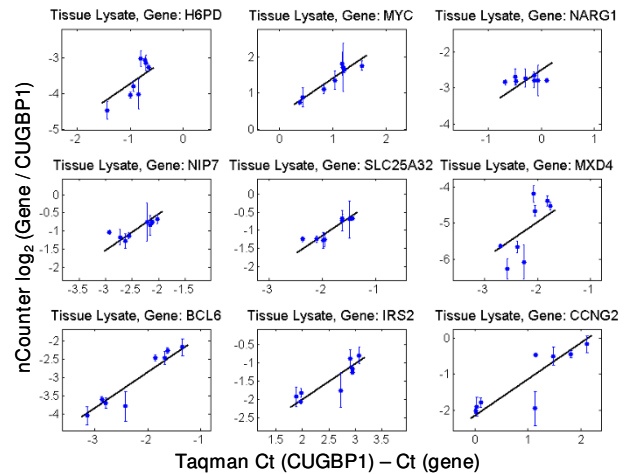 Tissue Lysate, Gene: H6PD Tissue Lysate, Gene: MYC Tissue Lysate, Gene: NARG1
-3 2 -2
-4 1 -3
-5 0 -4
-2 -1 0 0 1 2 -1 0 1
Tissue Lysate, Gene: NIP7 Tissue Lysate, Gene: SLC25A32 Tissue Lysate, Gene: MXD4
0 0 -4
-0.5 -0.5 -5
-1 -1 -6
-1.5 -1.5 -7
-2 -2
-3.5 -3 -2.5 -2 -1.5 -3 -2 -1 -3 -2 -1
Tissue Lysate, Gene: BCL6 Tissue Lysate, Gene: IRS2 Tissue Lysate, Gene: CCNG2
-2 -0.5 0
-2.5 -1 -1
-3 -1.5 -2
-3.5 -2
-4 -2.5
-3 -2 -1 1.5 2 2.5 3 3.5 0 1 2
nCounter log2 (Gene / CUGBP1)
Taqman Ct (CUGBP1) – Ct (gene)